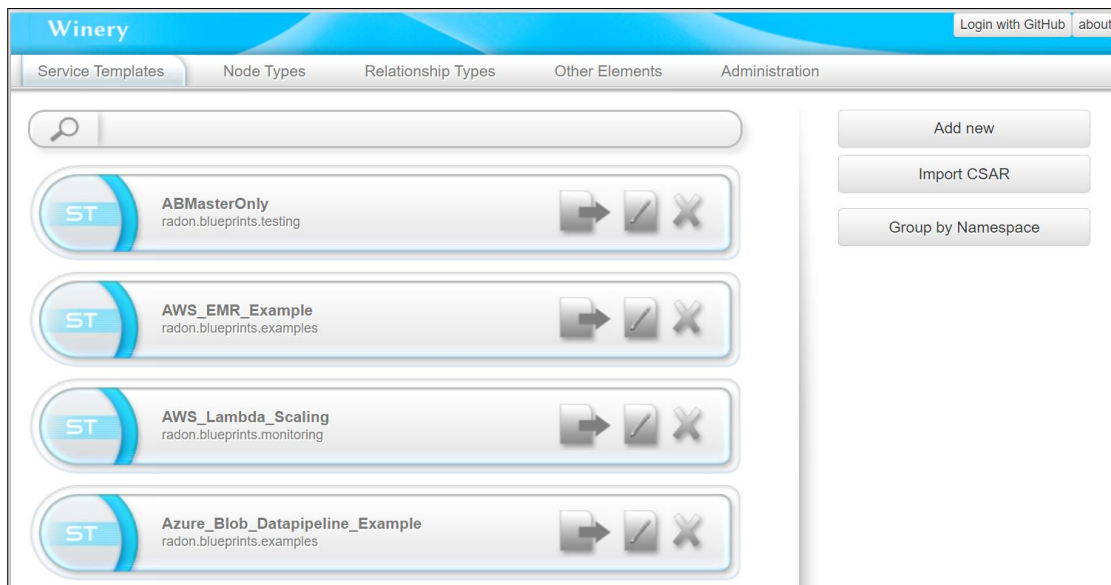 Winery
Login with GitHub about
Service Templates Node Types Relationship Types Other Elements Administration
Add new
Import CSAR
Group by Namespace
ST
ABMasterOnly
radon.blueprints.testing
ST
AWS_EMR_Example
radon.blueprints.examples
ST
AWS_Lambda_Scaling
radon.blueprints.monitoring
ST
Azure_Blob_Datapipeline_Example
radon.blueprints.examples